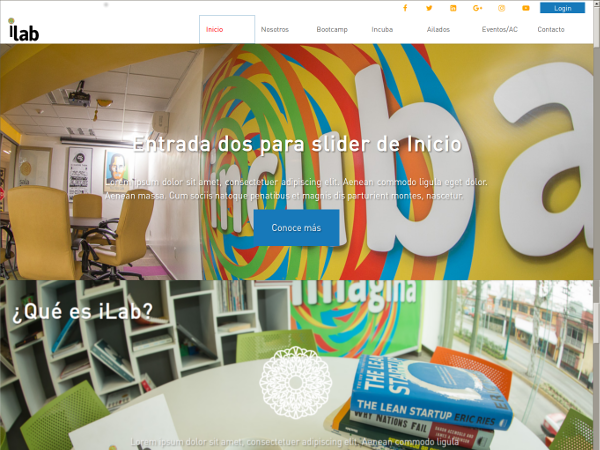 Login
ilab
Inicio
Nosotros
Bootcamp
Incuba
Aliados
Eventos/AC
Contacto
incuba
Entrada dos para slider de Inicio
Lorem ipsum dolor sit amet, consectetuer adipiscing elit. Aenean commodo ligula eget dolor.
Aenean massa. Cum sociis natoque penatibus et magnis dis parturient montes, nascetur.
Conoce más
imagina
¿Qué es iLab?
THE LEAN
STARTUP
THE LEAN STARTUP ERIC RIES
WHY NATIONS FAIL
Lorem ipsum dolor sit amet, consectetuer adipiscing elit. Aenean commodo ligula